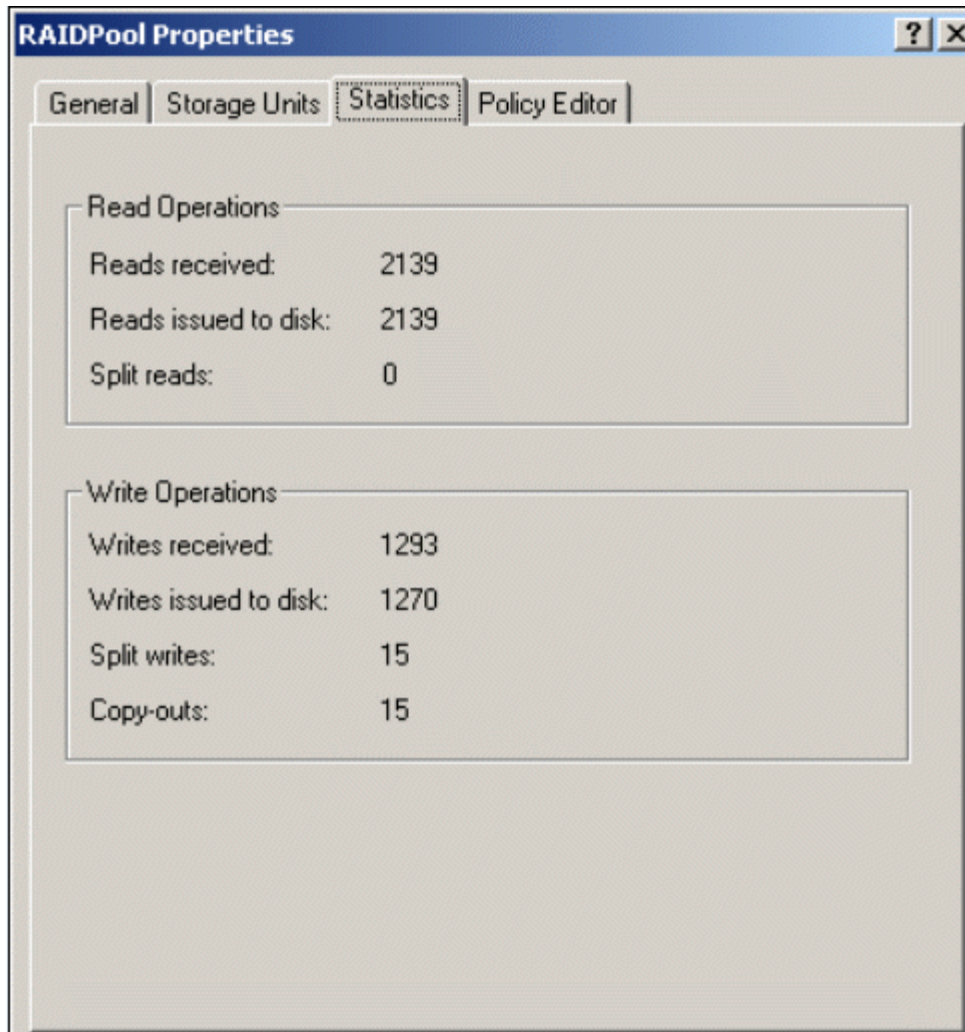 RAIDPool Properties
General Storage Units Statistics Policy Editor
Read Operations
Reads received: 2139
Reads issued to disk: 2139
Split reads: 0
Write Operations
Writes received: 1293
Writes issued to disk: 1270
Split writes: 15
Copy-outs: 15